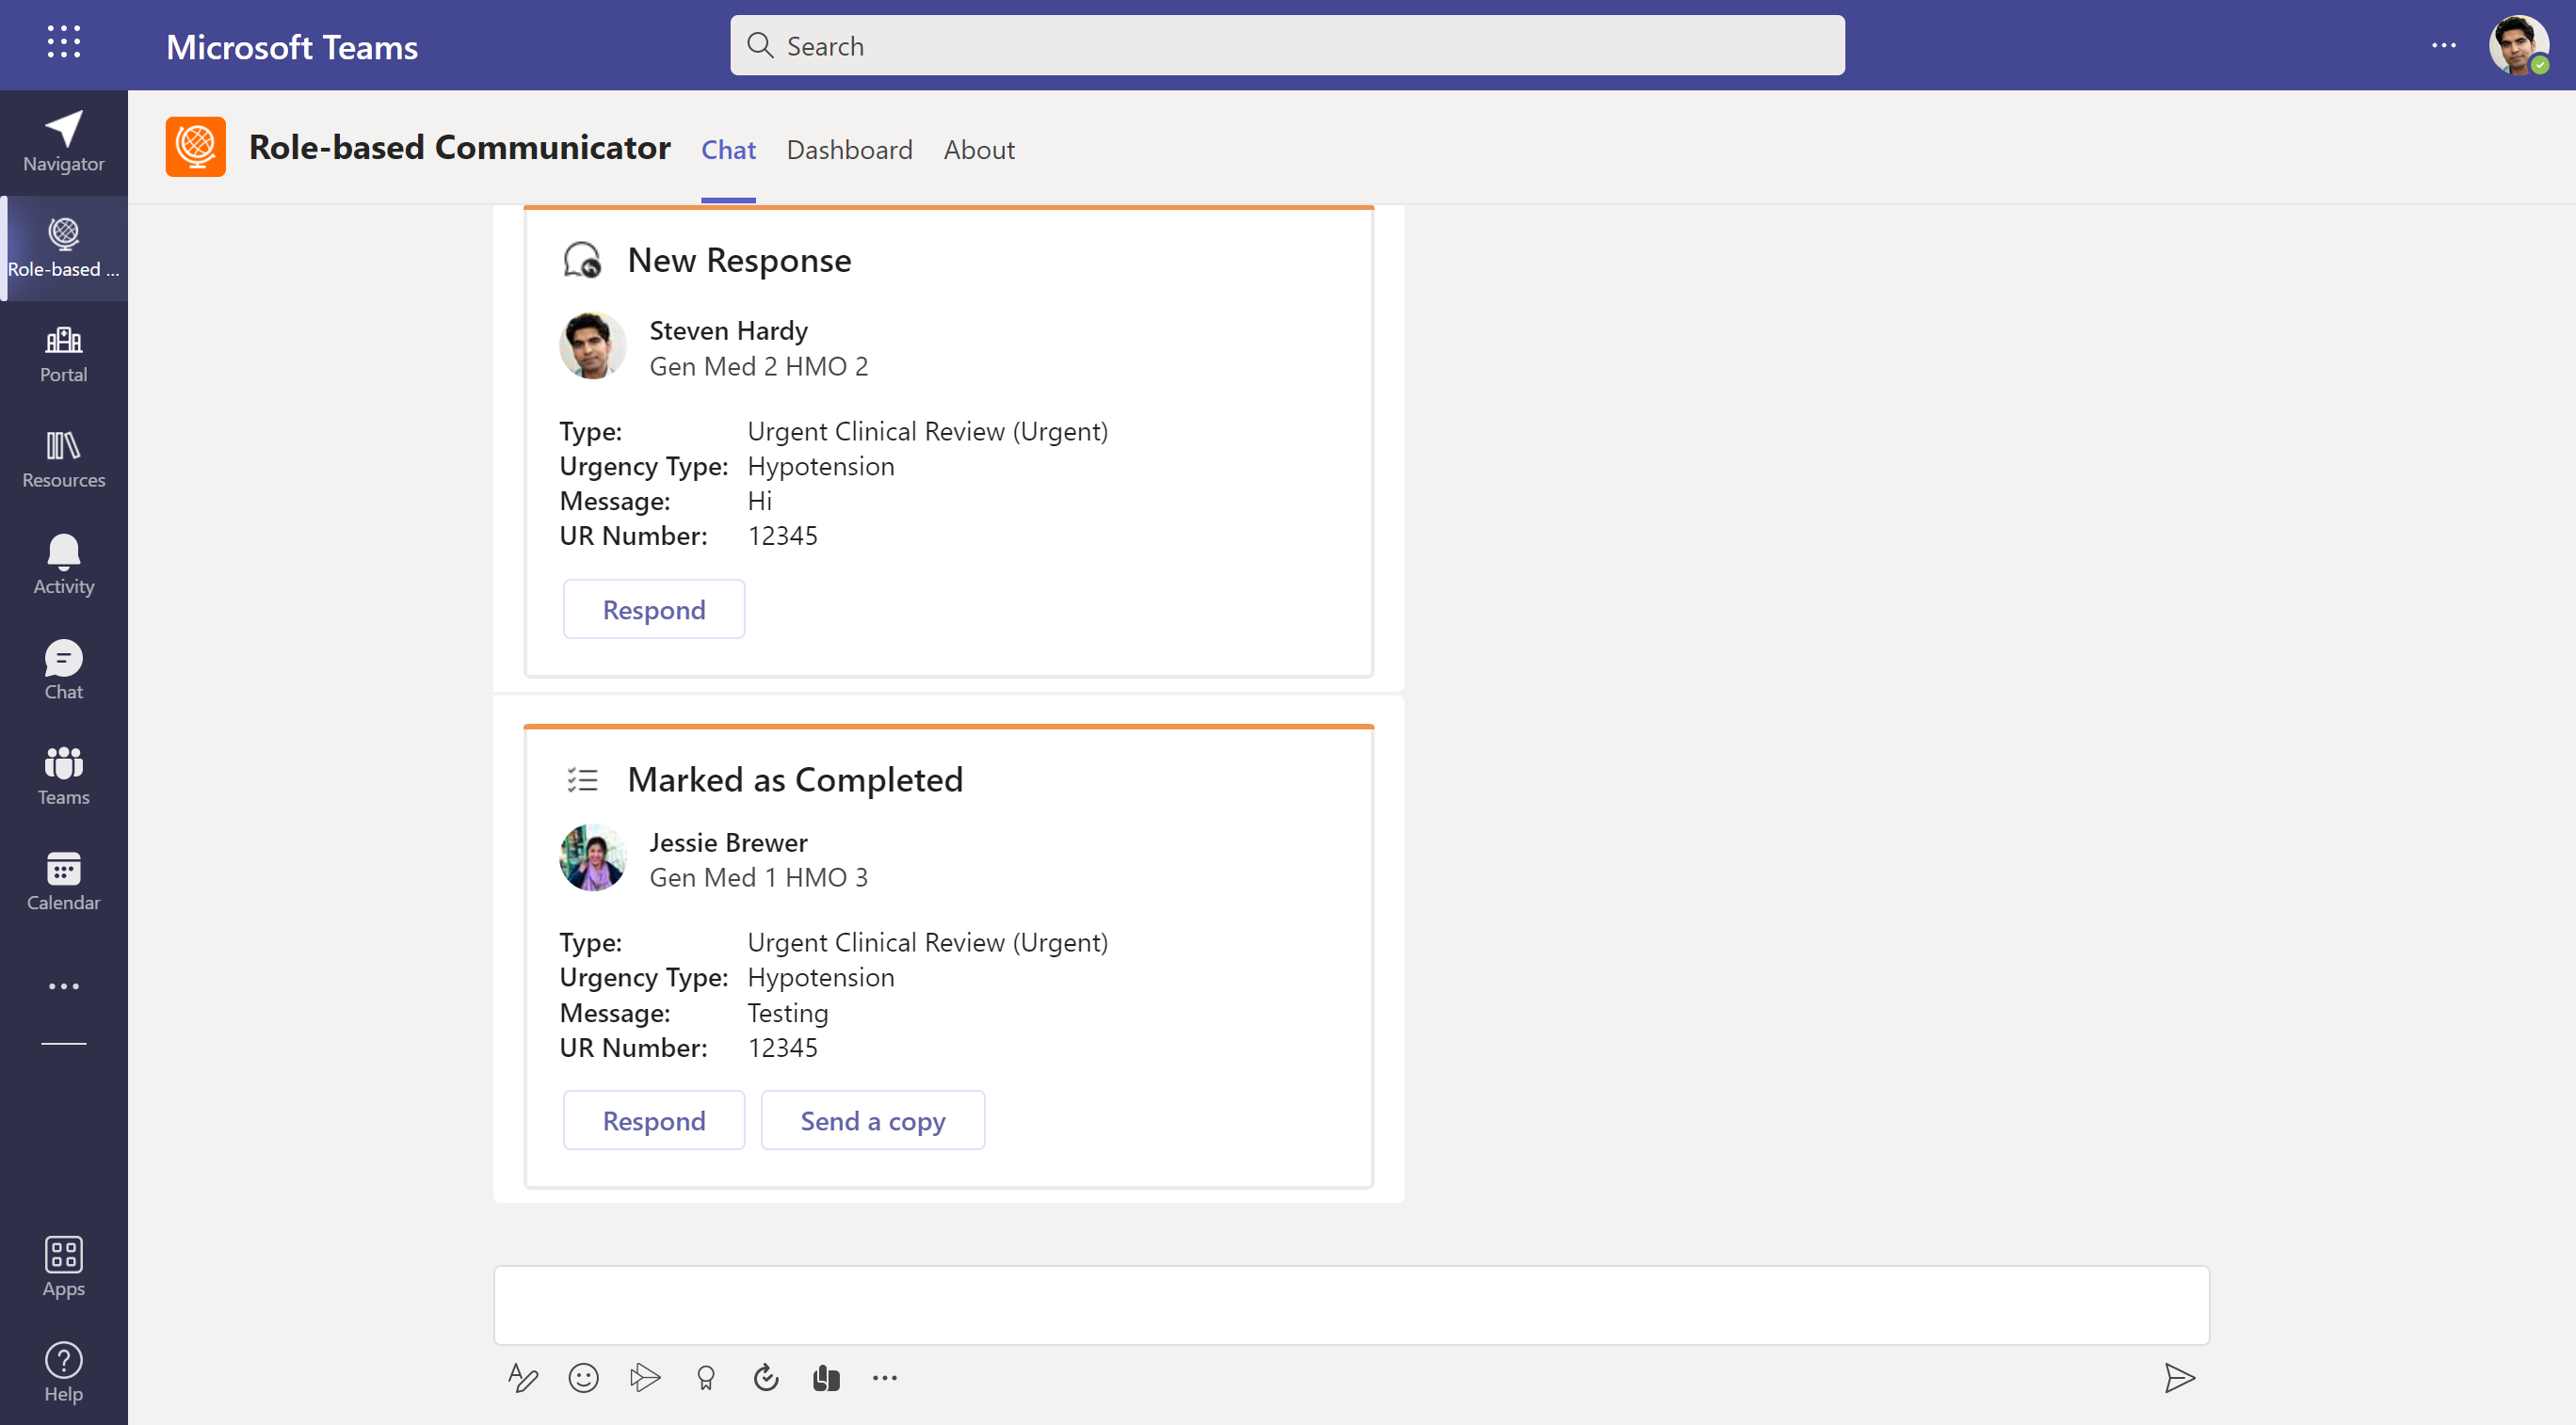 Microsoft Teams
Search
Navigator
Role-based ...
Portal
Resources
Activity
Chat
Teams
Calendar
Apps
Help
Role-based Communicator
Chat Dashboard About
New Response
Steven Hardy
Gen Med 2 HMO 2
Type: Urgent Clinical Review (Urgent)
Urgency Type: Hypotension
Message: Hi
UR Number: 12345
Respond
Marked as Completed
Jessie Brewer
Gen Med 1 HMO 3
Type: Urgent Clinical Review (Urgent)
Urgency Type: Hypotension
Message: Testing
UR Number: 12345
Respond Send a copy